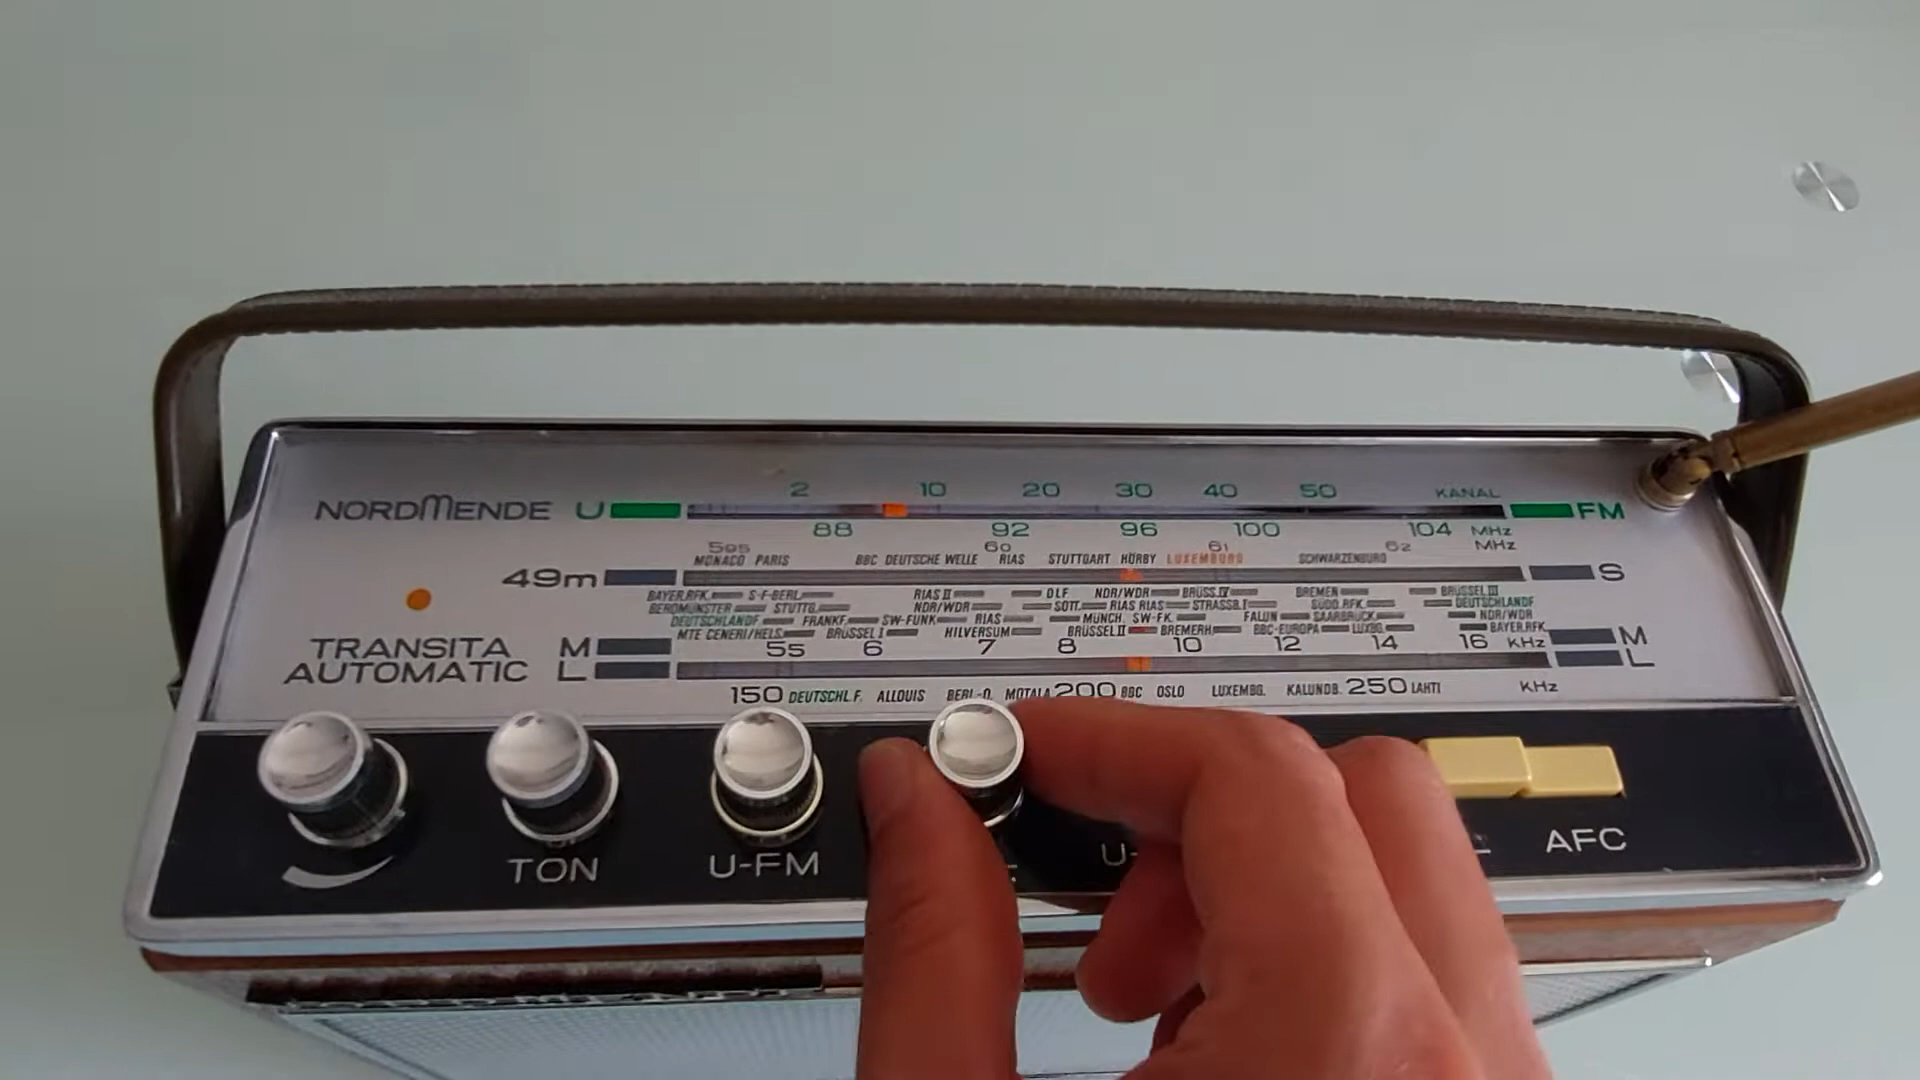 2 10 20 30 40 50 KANAL
NORDMENDE U FM
88 92 96 100 104 MHz
595 60 61 62 MHz
MONACO PARIS BBC DEUTSCHE WELLE RIAS STUTTGART HÖRBY LUXEMBURG SCHWARZENBURG
49m S
BAYER.RFK. S-F-BERL. RIAS II DLF NDR/WDR BRÜSS.IV BREMEN BRÜSSEL III
BEROMÜNSTER STUTTG. NDR/WDR SOTT. RIAS RIAS STRASSB.I SÜDD.RFK. DEUTSCHLANDF
DEUTSCHLANDF. FRANKF. SW-FUNK RIAS MÜNCH. SW-FK. FALUN SAARBRÜCK. NDR/WDR
MTE CENERI/HELS. BRÜSSEL I HILVERSUM BRÜSSEL II BREMERH. BBC-EUROPA LUXBG. BAYER.RFK
TRANSITA M 55 6 7 8 10 12 14 16 KHz M
AUTOMATIC L L
150 DEUTSCHL.F. ALLOUIS BERL-O. MOTALA 200 BBC OSLO LUXEMBG. KALUNDB. 250 LAHTI KHz
TON U-FM U- AFC